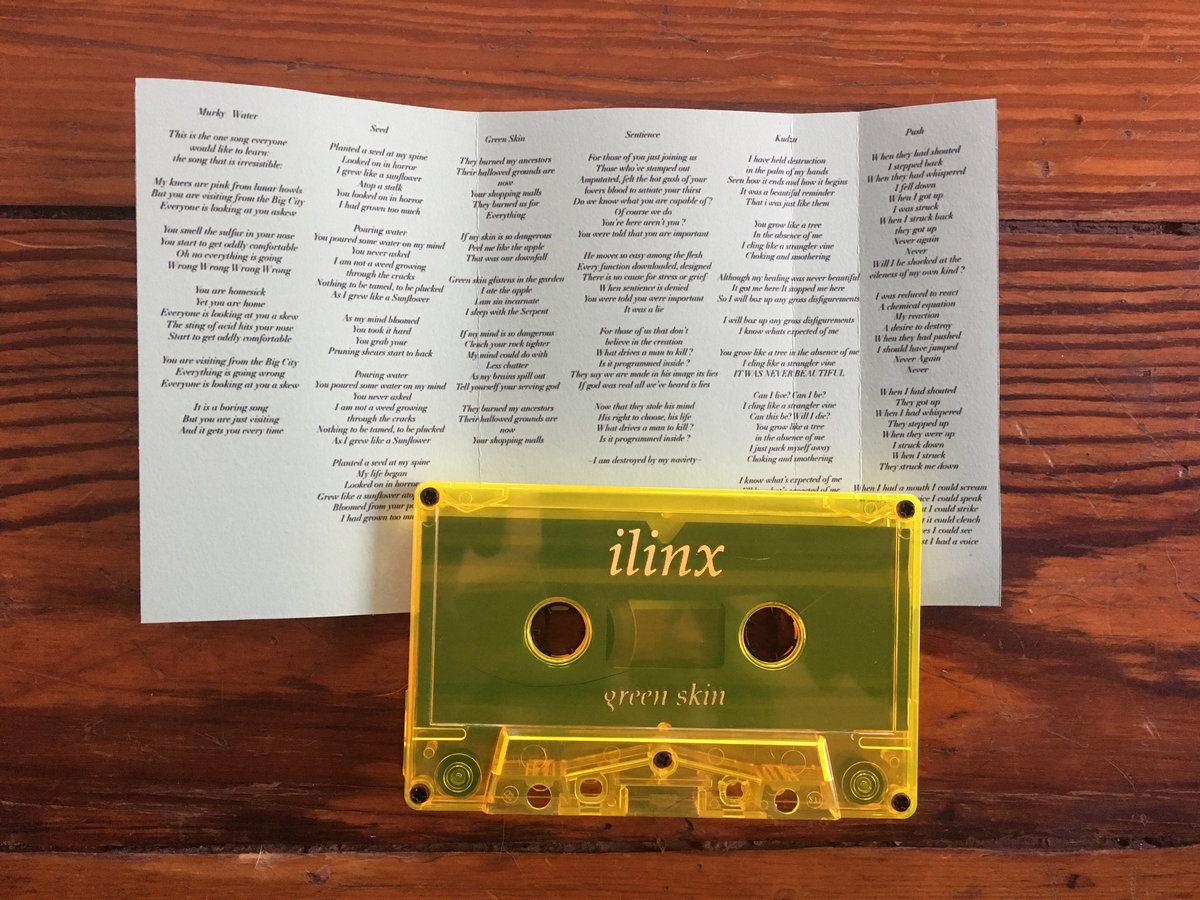 Murky Water
This is the one song everyone
would like to learn:
the song that is irresistible:
My knees are pink from lunar howls
But you are visiting from the Big City
Everyone is looking at you askew
You smell the sulfur in your nose
You start to get oddly comfortable
Oh no everything is going
Wrong Wrong Wrong Wrong
You are homesick
Yet you are home
Everyone is looking at you a skew
The sting of acid hits your nose
Start to get oddly comfortable
You are visiting from the Big City
Everything is going wrong
Everyone is looking at you a skew
It is a boring song
But you are just visiting
And it gets you every time
Seed
Planted a seed at my spine
Looked on in horror
I grew like a sunflower
Atop a stalk
You looked on in horror
I had grown too much
Pouring water
You poured some water on my mind
You never asked
I am not a weed growing
through the cracks
Nothing to be tamed, to be plucked
As I grew like a Sunflower
As my mind bloomed
You took it hard
You grab your
Pruning shears start to hack
Pouring water
You poured some water on my mind
You never asked
I am not a weed growing
through the cracks
Nothing to be tamed, to be plucked
As I grew like a Sunflower
Planted a seed at my spine
My life began
Looked on in horror
Grew like a sunflower
Bloomed from your
I had grown too
Green Skin
They burned my ancestors
Their hallowed grounds are
now
Your shopping malls
They burned us for
Everything
If my skin is so dangerous
Peel me like the apple
That was our downfall
Green skin glistens in the garden
I ate the apple
I am sin incarnate
I sleep with the Serpent
If my mind is so dangerous
Clench your rock tighter
My mind could do with
Less chatter
As my brains spill out
Tell yourself your serving god
They burned my ancestors
Their hallowed grounds are
now
Your shopping malls
Sentience
For those of you just joining us
Those who've stamped out
Amputated, felt the hot gush of your
lovers blood to satiate your thirst
Do we know what you are capable of?
Of course we do
You're here aren't you ?
You were told that you are important
He moves so easy among the flesh
Every function downloaded, designed
There is no cause for stress or grief
When sentience is denied
You were told you were important
It was a lie
For those of us that don't
believe in the creation
What drives a man to kill ?
Is it programmed inside ?
They say we are made in his image its lies
If god was real all we've heard is lies
Now that they stole his mind
His right to choose, his life
What drives a man to kill ?
Is it programmed inside ?
~I am destroyed by my naviety~
Kudzu
I have held destruction
in the palm of my hands
Seen how it ends and how it begins
It was a beautiful reminder
That i was just like them
You grow like a tree
In the absence of me
I cling like a strangler vine
Choking and smothering
Although my healing was never beautiful
It got me here It stopped me here
So I will box up any gross disfigurements
I will box up any gross disfigurements
I know whats expected of me
You grow like a tree in the absence of me
I cling like a strangler vine
IT WAS NEVER BEAUTIFUL
Can I live? Can I be?
I cling like a strangler vine
Can this be? Will I die?
You grow like a tree
in the absence of me
I just pack myself away
Choking and smothering
I know what's expected of me
Push
When they had shouted
I stepped back
When they had whispered
I fell down
When I got up
I was struck
When I struck back
they got up
Never again
Never
Will I be shocked at the
vileness of my own kind ?
I was reduced to react
A chemical equation
My reaction
A desire to destroy
When they had pushed
I should have jumped
Never Again
Never
When I had shouted
They got up
When I had whispered
They stepped up
When they were up
I struck down
When I struck
They struck me down
When I had a mouth I could scream
I could speak
I could strike
it could clench
I could see
I had a voice
ilinx
green skin